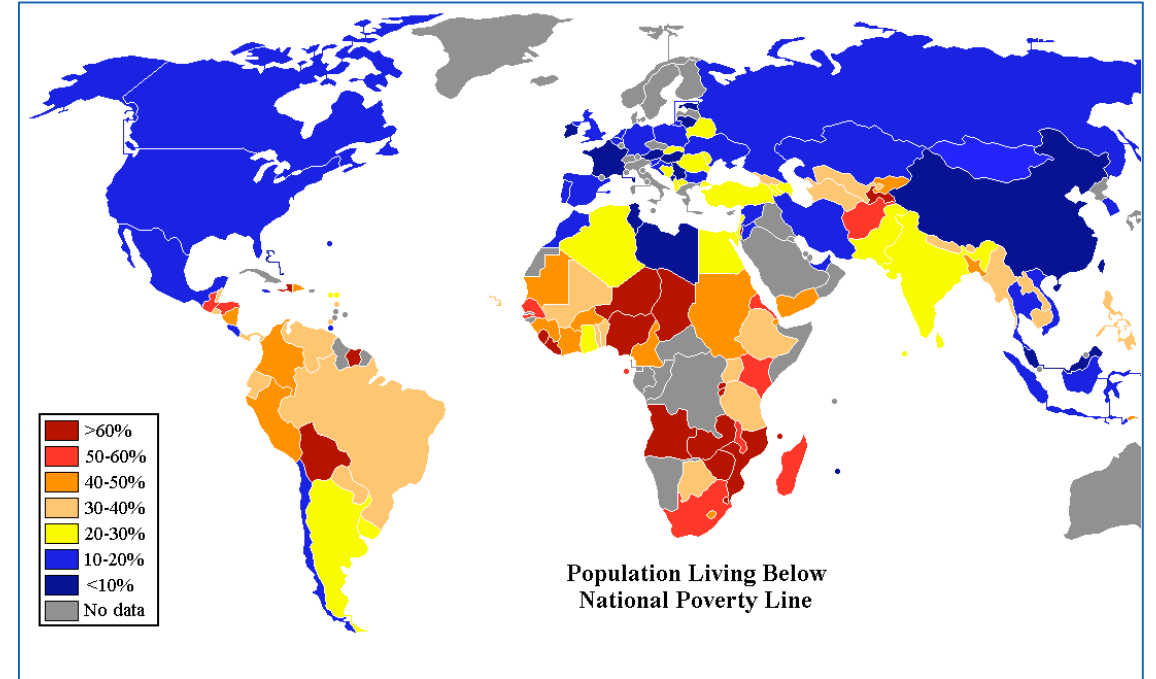 >60%
50-60%
40-50%
30-40%
20-30%
10-20%
<10%
No data
Population Living Below
National Poverty Line